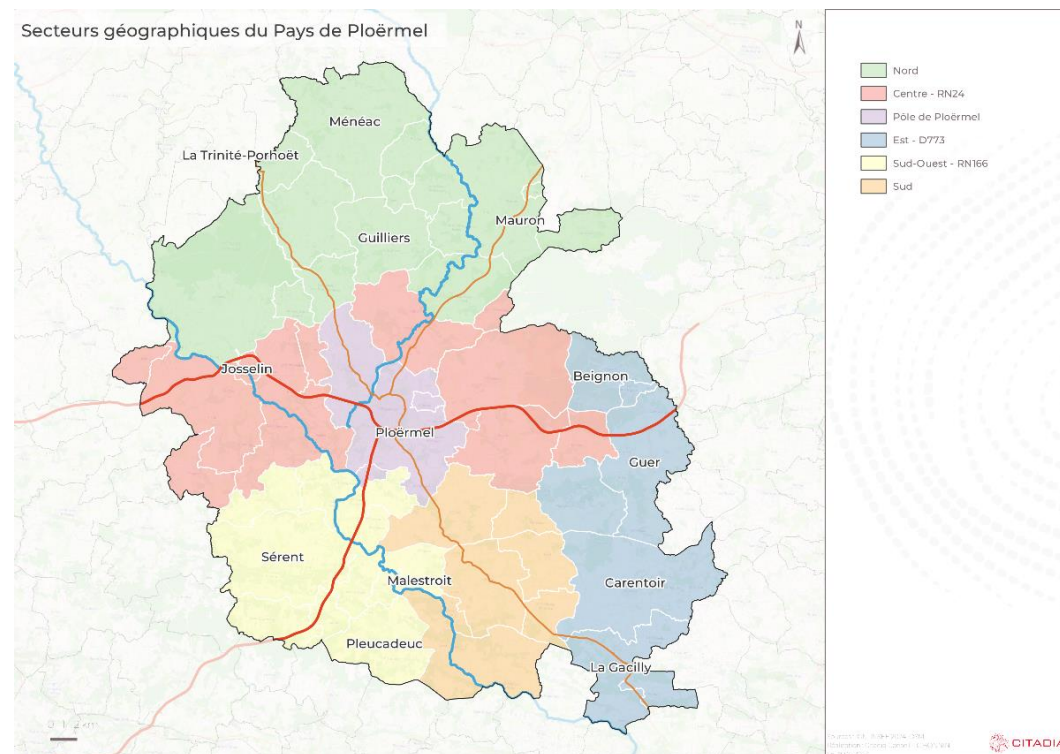 Secteurs géographiques du Pays de Ploërmel
N
Nord
Centre - RN24
Pôle de Ploërmel
Est - D773
Sud-Ouest - RN166
Sud
Ménéac
La Trinité-Porhoët
Mauron
Guilliers
Josselin
Beignon
Ploërmel
Guer
Sérent
Malestroit
Carentoir
Pleucadeuc
La Gacilly
CITADIA